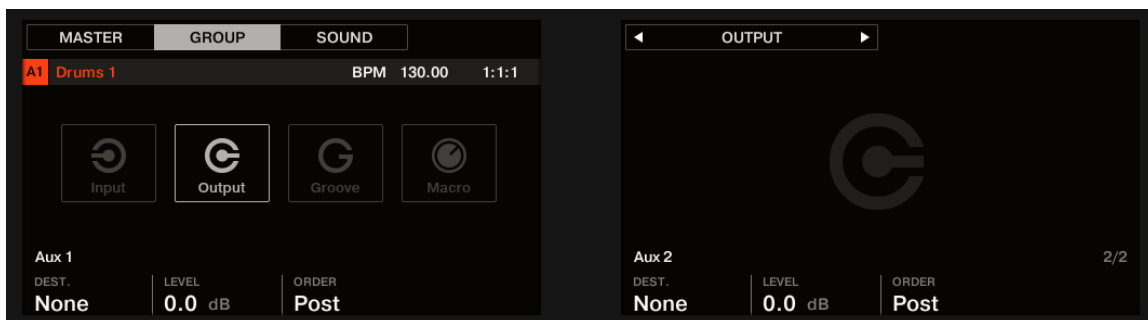 MASTER GROUP SOUND
A1 Drums 1 BPM 130.00 1:1:1
Input Output Groove Macro
Aux 1
DEST. LEVEL ORDER
None 0.0 dB Post
OUTPUT
Aux 2 2/2
DEST. LEVEL ORDER
None 0.0 dB Post